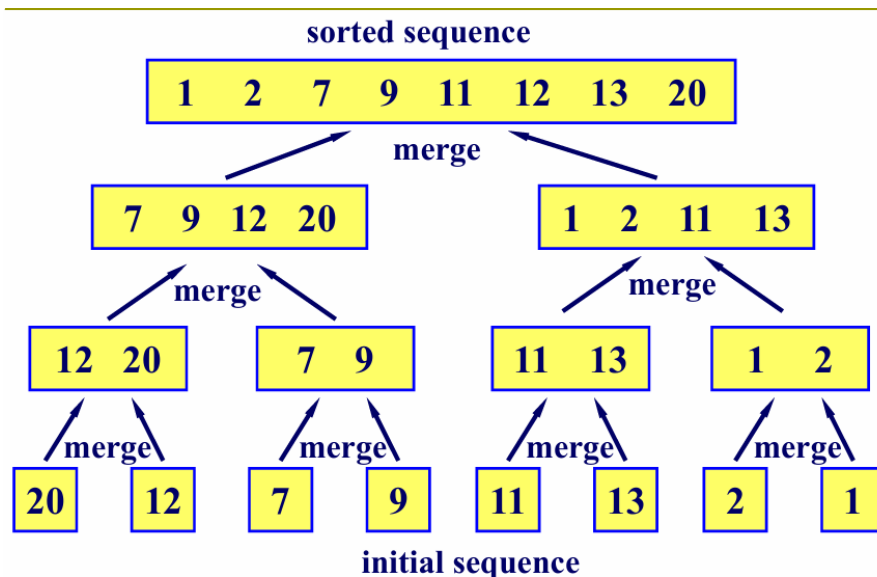 sorted sequence
1 2 7 9 11 12 13 20
merge
7 9 12 20
1 2 11 13
merge
merge
12 20
7 9
11 13
1 2
merge
merge
merge
merge
20
12
7
9
11
13
2
1
initial sequence